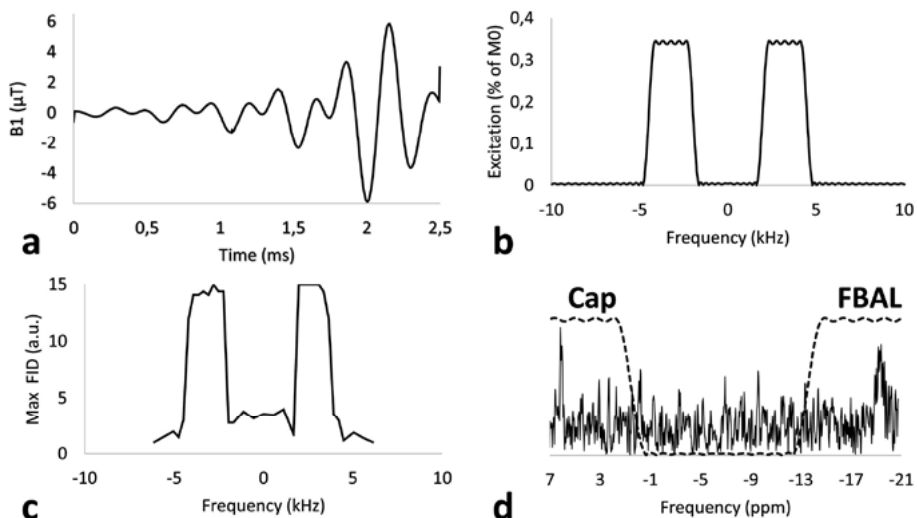 6
4
2
0
-2
-4
-6
B1 (µT)
0 0,5 1 1,5 2 2,5
Time (ms)
a
0,4
0,3
0,2
0,1
0
Excitation (% of M0)
-10 -5 0 5 10
Frequency (kHz)
b
15
10
5
0
Max FID (a.u.)
-10 -5 0 5 10
Frequency (kHz)
c
Cap FBAL
7 3 -1 -5 -9 -13 -17 -21
Frequency (ppm)
d